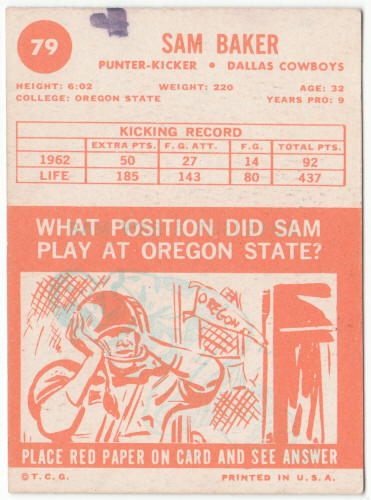 79
SAM BAKER
PUNTER-KICKER • DALLAS COWBOYS
HEIGHT: 6:02 WEIGHT: 220 AGE: 32
COLLEGE: OREGON STATE YEARS PRO: 9
KICKING RECORD
EXTRA PTS. F.G. ATT. F.G. TOTAL PTS.
1962 50 27 14 92
LIFE 185 143 80 437
WHAT POSITION DID SAM
PLAY AT OREGON STATE?
OREGON
PLACE RED PAPER ON CARD AND SEE ANSWER
© T.C.G. PRINTED IN U.S.A.